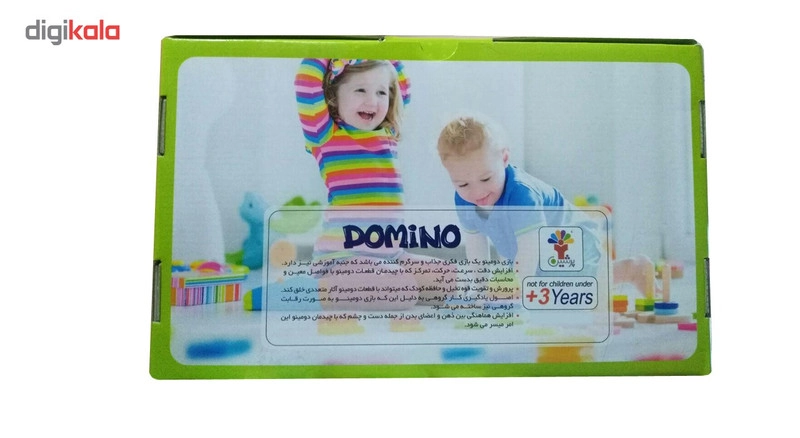 digikala
DOMINO
• بازی دومینو یک بازی فکری جذاب و سرگرم کننده می باشد که جنبه آموزشی نیز دارد.
• افزایش دقت ، سرعت، حرکت، تمرکز که با چیدمان قطعات دومینو با فواصل معین و
محاسبات دقیق بدست می آید.
• پرورش و تقویت قوه تخیل و حافظه کودک که میتواند با قطعات دومینو آثار متعددی خلق کند.
• اصول یادگیری کار گروهی به دلیل این که بازی دومینو به صورت رقابت
گروهی نیز ساخته می شود.
• افزایش هماهنگی بین ذهن و اعضای بدن از جمله دست و چشم که با چیدمان دومینو این
امر میسر می شود.
پارسیان
not for children under
+3 Years